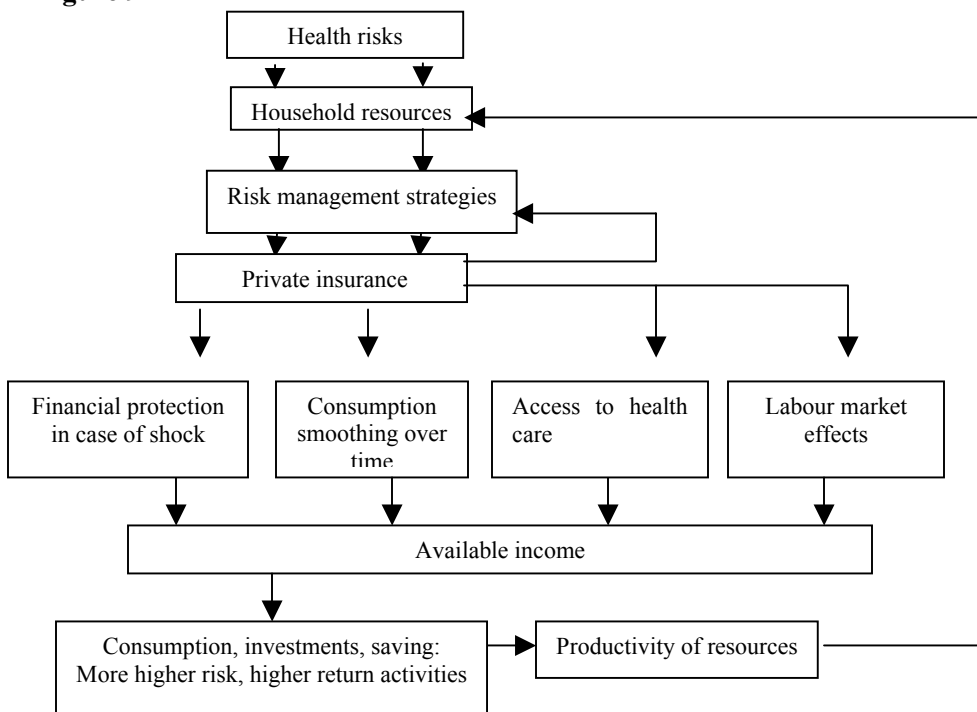 Health risks
Household resources
Risk management strategies
Private insurance
Financial protection
in case of shock
Consumption
smoothing over
time
Access to health
care
Labour market
effects
Available income
Consumption, investments, saving:
More higher risk, higher return activities
Productivity of resources